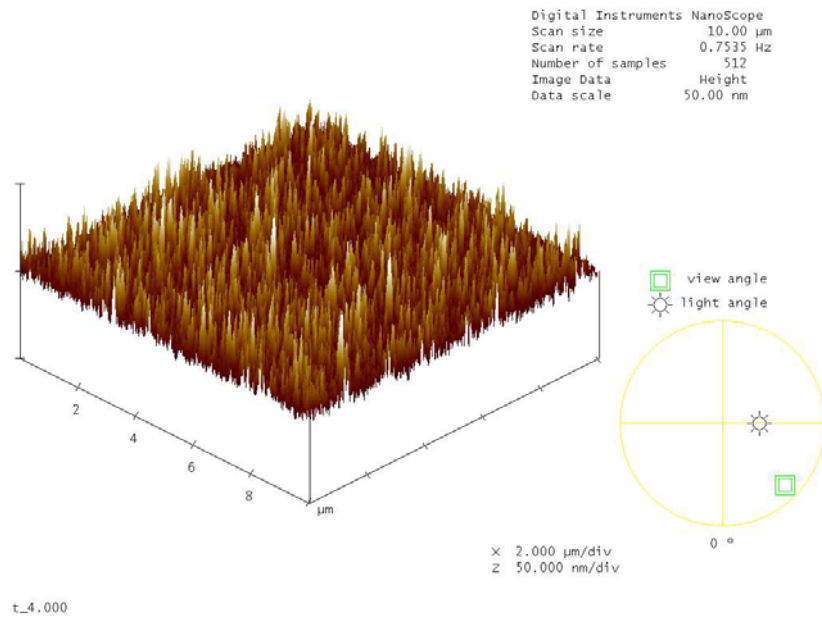 Digital Instruments NanoScope
Scan size 10.00 µm
Scan rate 0.7535 Hz
Number of samples 512
Image Data Height
Data scale 50.00 nm
view angle
light angle
2
4
6
8
µm
0 º
X 2.000 µm/div
Z 50.000 nm/div
t_4.000